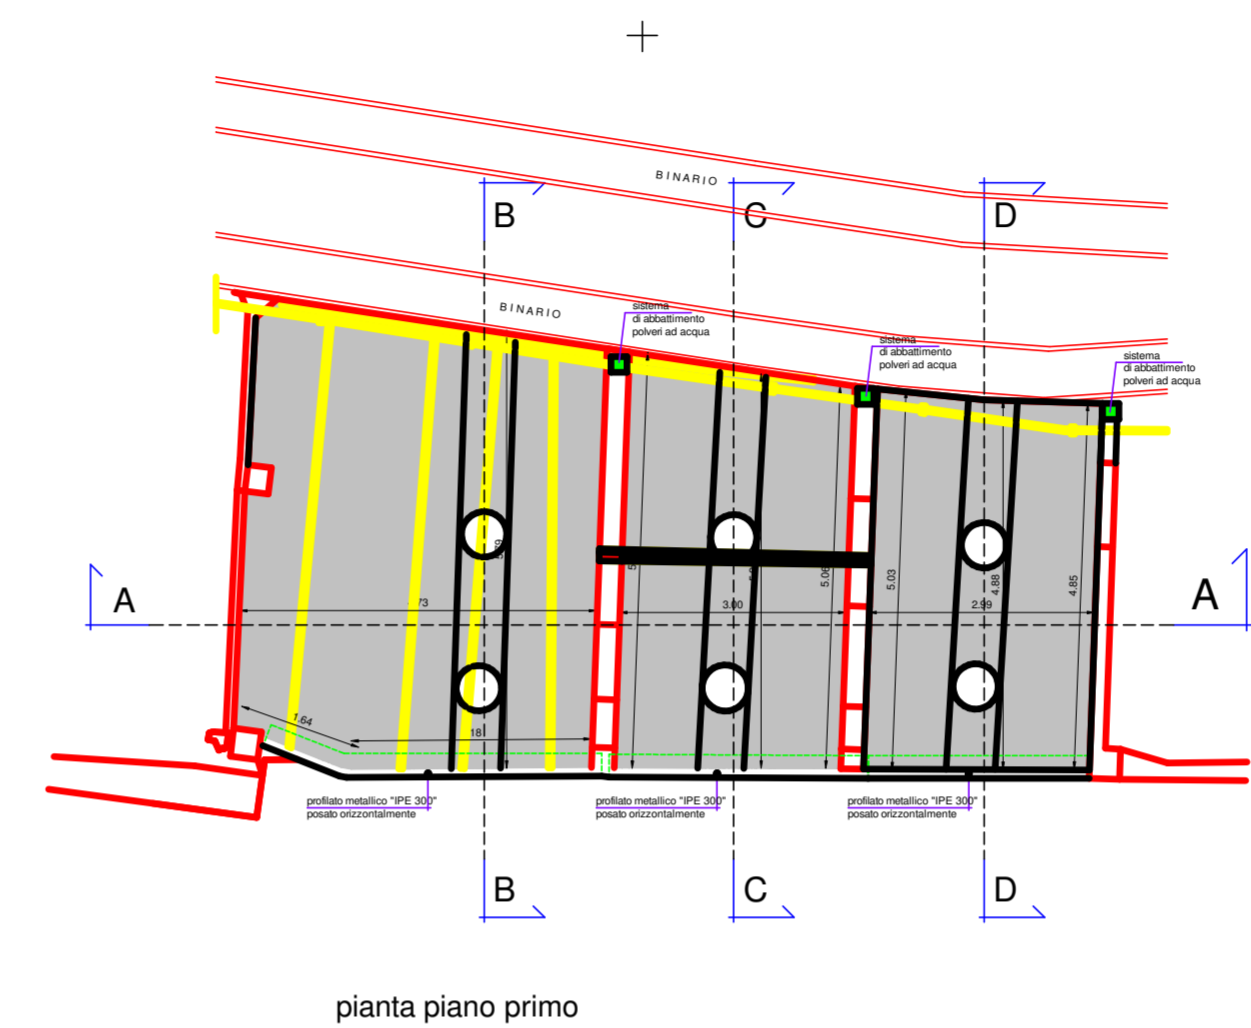 BINARIO
B
C
D
BINARIO
sistema
di abbattimento
polveri ad acqua
sistema
di abbattimento
polveri ad acqua
sistema
di abbattimento
polveri ad acqua
5.06
5.03
4.88
4.85
A
73
3.00
2.99
A
1.64
18
profilato metallico "IPE 300"
posato orizzontalmente
profilato metallico "IPE 300"
posato orizzontalmente
profilato metallico "IPE 300"
posato orizzontalmente
B
C
D
pianta piano primo